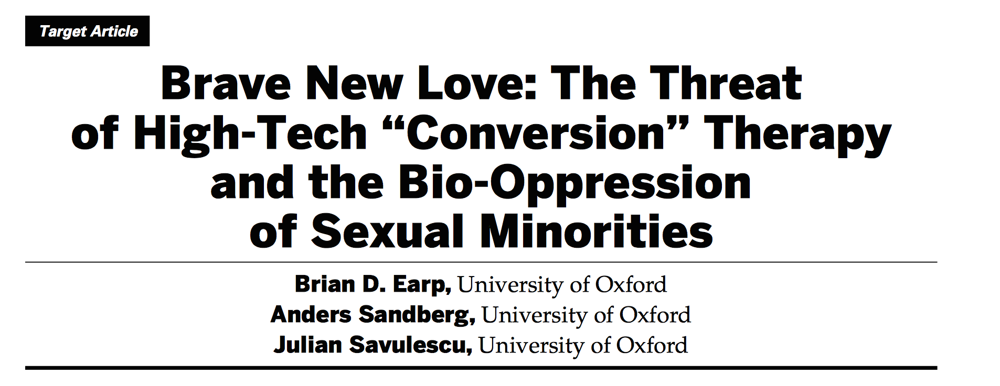 Target Article
Brave New Love: The Threat
of High-Tech “Conversion” Therapy
and the Bio-Oppression
of Sexual Minorities
Brian D. Earp, University of Oxford
Anders Sandberg, University of Oxford
Julian Savulescu, University of Oxford